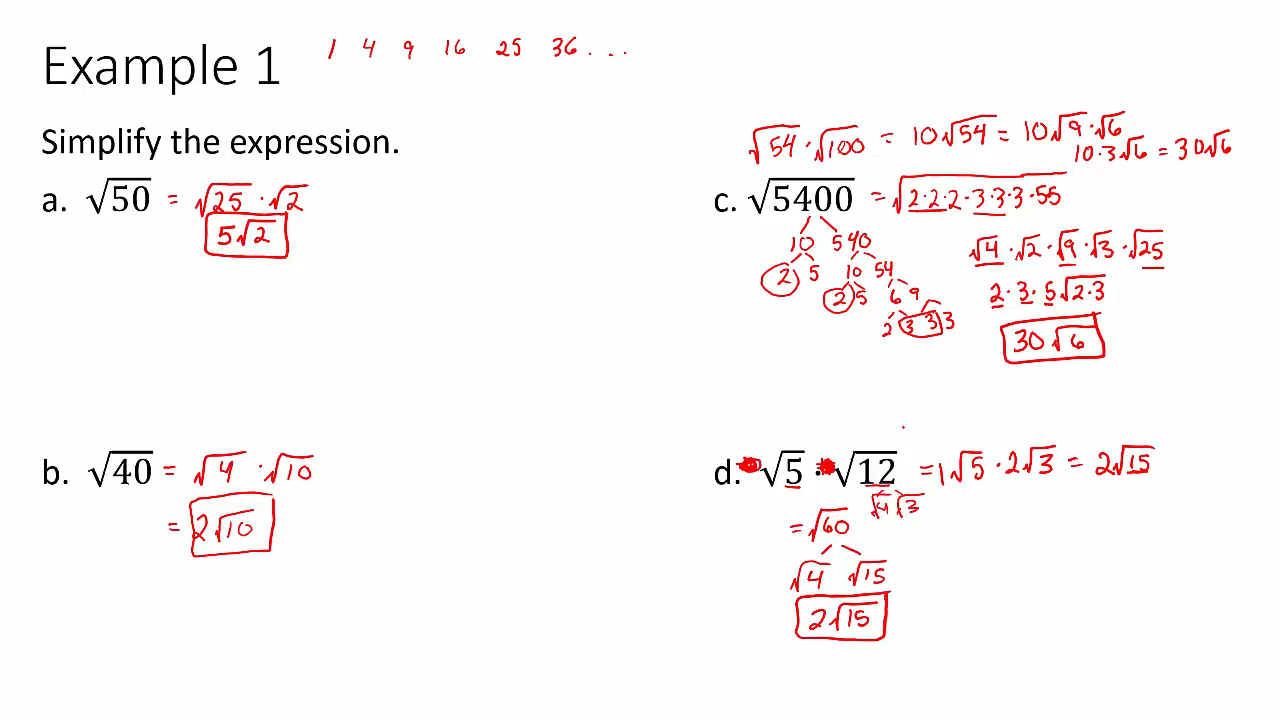 Example 1
1 4 9 16 25 36 . . .
Simplify the expression.
a. √50 = √25 · √2
5√2
b. √40 = √4 · √10
= 2√10
√54 · √100 = 10√54 = 10√9 · √6
10 · 3√6 = 30√6
c. √5400 = √2·2·2·3·3·3·55
10 540
2 5 10 54
2 5 6 9
2 3 3 3
√4 · √2 · √9 · √3 · √25
2 · 3 · 5√2·3
30√6
d. √5 · √12 = 1√5 · 2√3 = 2√15
√4 √3
= √60
√4 √15
2√15